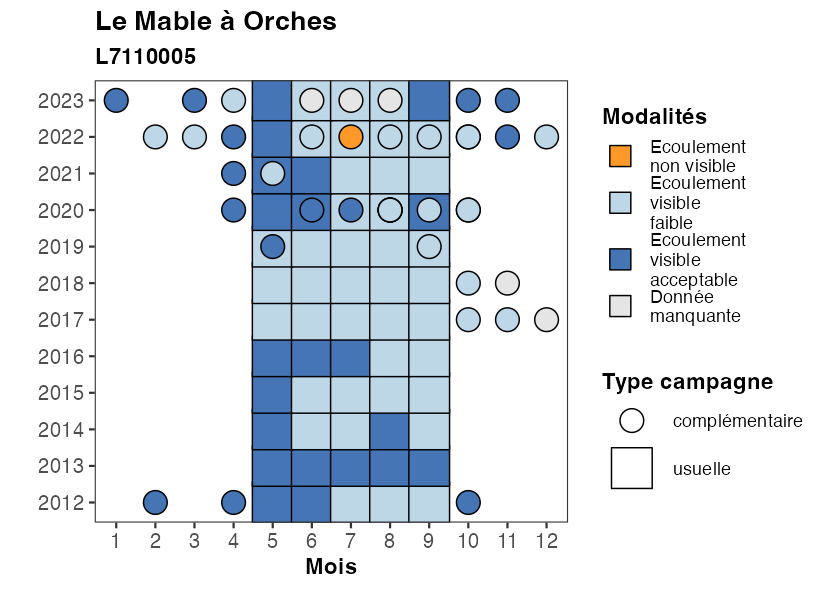 Le Mable à Orches
L7110005
2023
2022
2021
2020
2019
2018
2017
2016
2015
2014
2013
2012
1 2 3 4 5 6 7 8 9 10 11 12
Mois
Modalités
Ecoulement
non visible
Ecoulement
visible
faible
Ecoulement
visible
acceptable
Donnée
manquante
Type campagne
complémentaire
usuelle